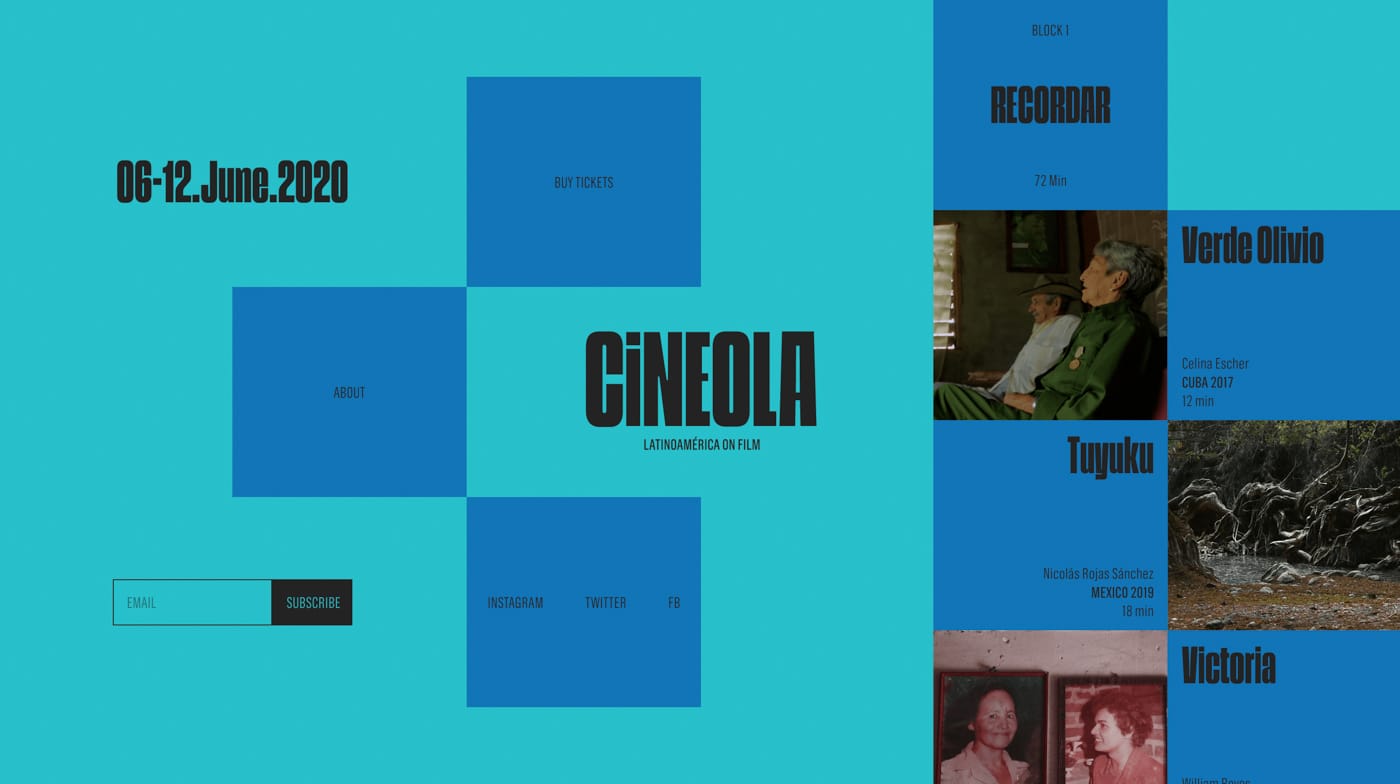 06-12.June.2020
BUY TICKETS
ABOUT
CiNEOLA
LATINOAMÉRICA ON FILM
EMAIL
SUBSCRIBE
INSTAGRAM TWITTER FB
BLOCK 1
RECORDAR
72 Min
Verde Olivio
Celina Escher
CUBA 2017
12 min
Tuyuku
Nicolás Rojas Sánchez
MEXICO 2019
18 min
Victoria
William Reyes